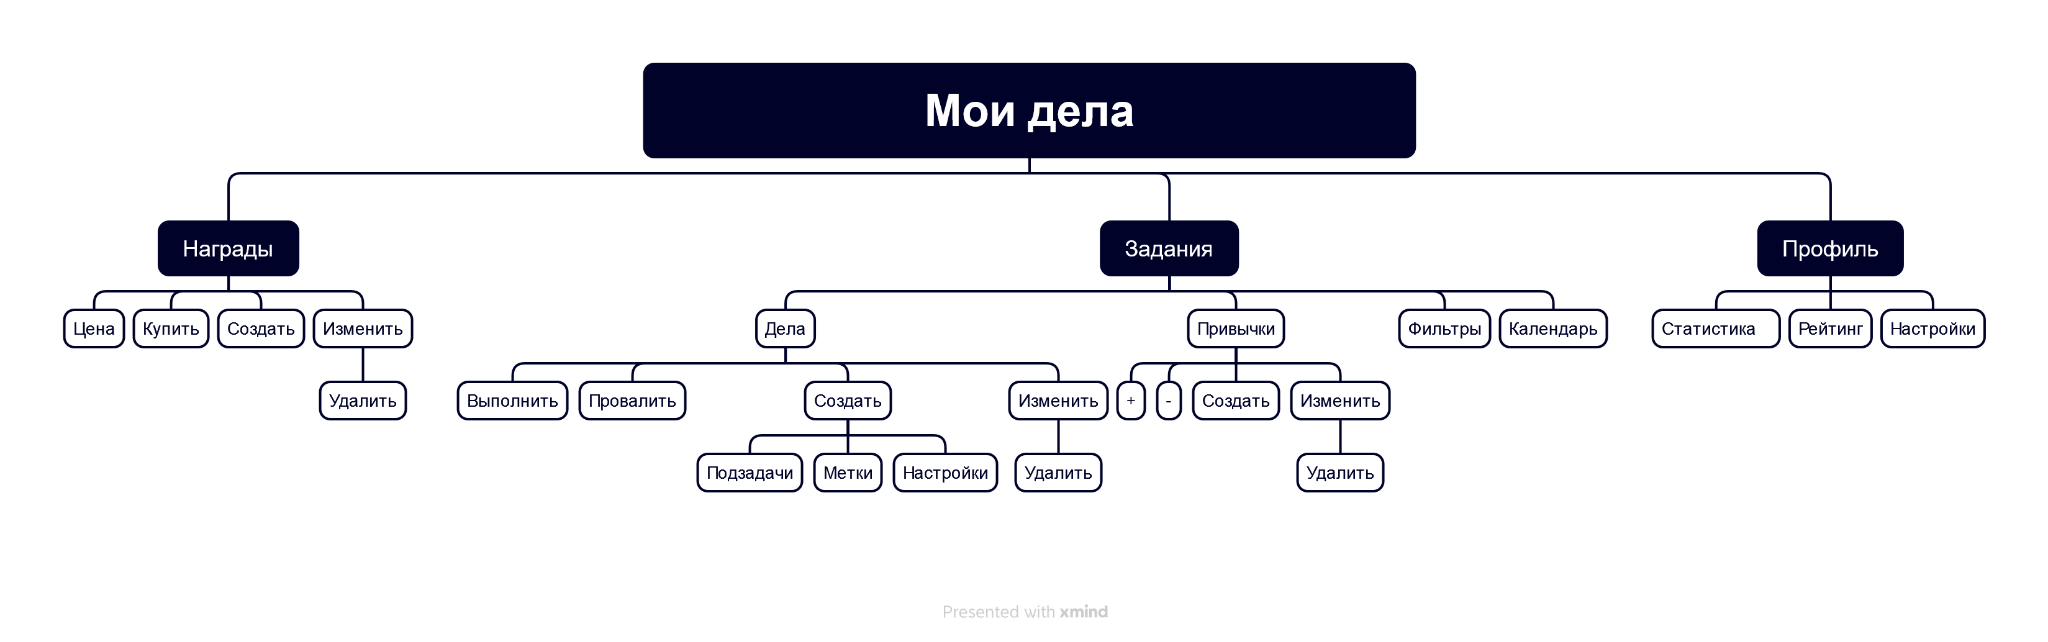 Мои дела
Награды
Задания
Профиль
Цена
Купить
Создать
Изменить
Дела
Привычки
Фильтры
Календарь
Статистика
Рейтинг
Настройки
Удалить
Выполнить
Провалить
Создать
Изменить
+
-
Создать
Изменить
Подзадачи
Метки
Настройки
Удалить
Удалить
Presented with xmind